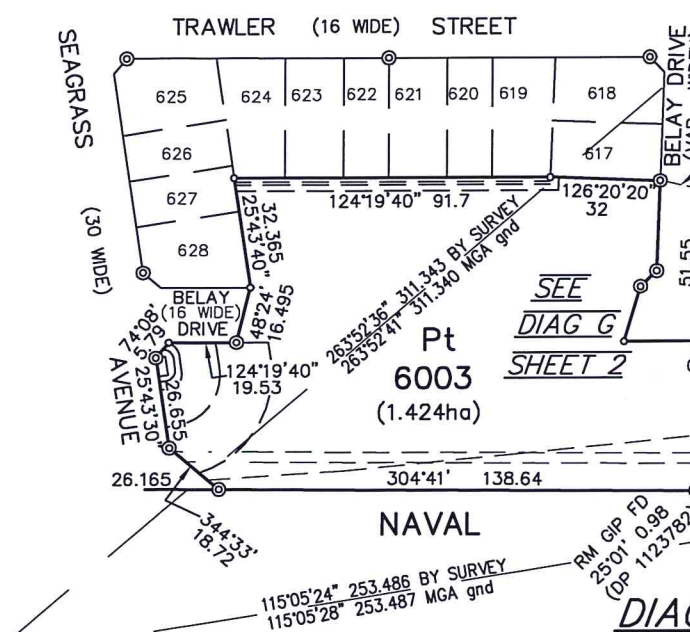 TRAWLER (16 WIDE) STREET
SEAGRASS
(30 WIDE)
AVENUE
BELAY DRIVE
625
624
623
622
621
620
619
618
617
626
627
628
124°19'40" 91.7
126°20'20"
32
32.365
25°43'40"
BELAY
(16 WIDE)
DRIVE
48°24'
16.495
74°08'
5.79
124°19'40"
19.53
25°43'30"
26.655
263°52'36" 311.343 BY SURVEY
263°52'41" 311.340 MGA gnd
Pt
6003
(1.424ha)
SEE
DIAG G
SHEET 2
51.55
26.165
304°41' 138.64
344°33'
18.72
NAVAL
RM GIP FD
25°01' 0.98
(DP 1123782)
115°05'24" 253.486 BY SURVEY
115°05'28" 253.487 MGA gnd
DIAG